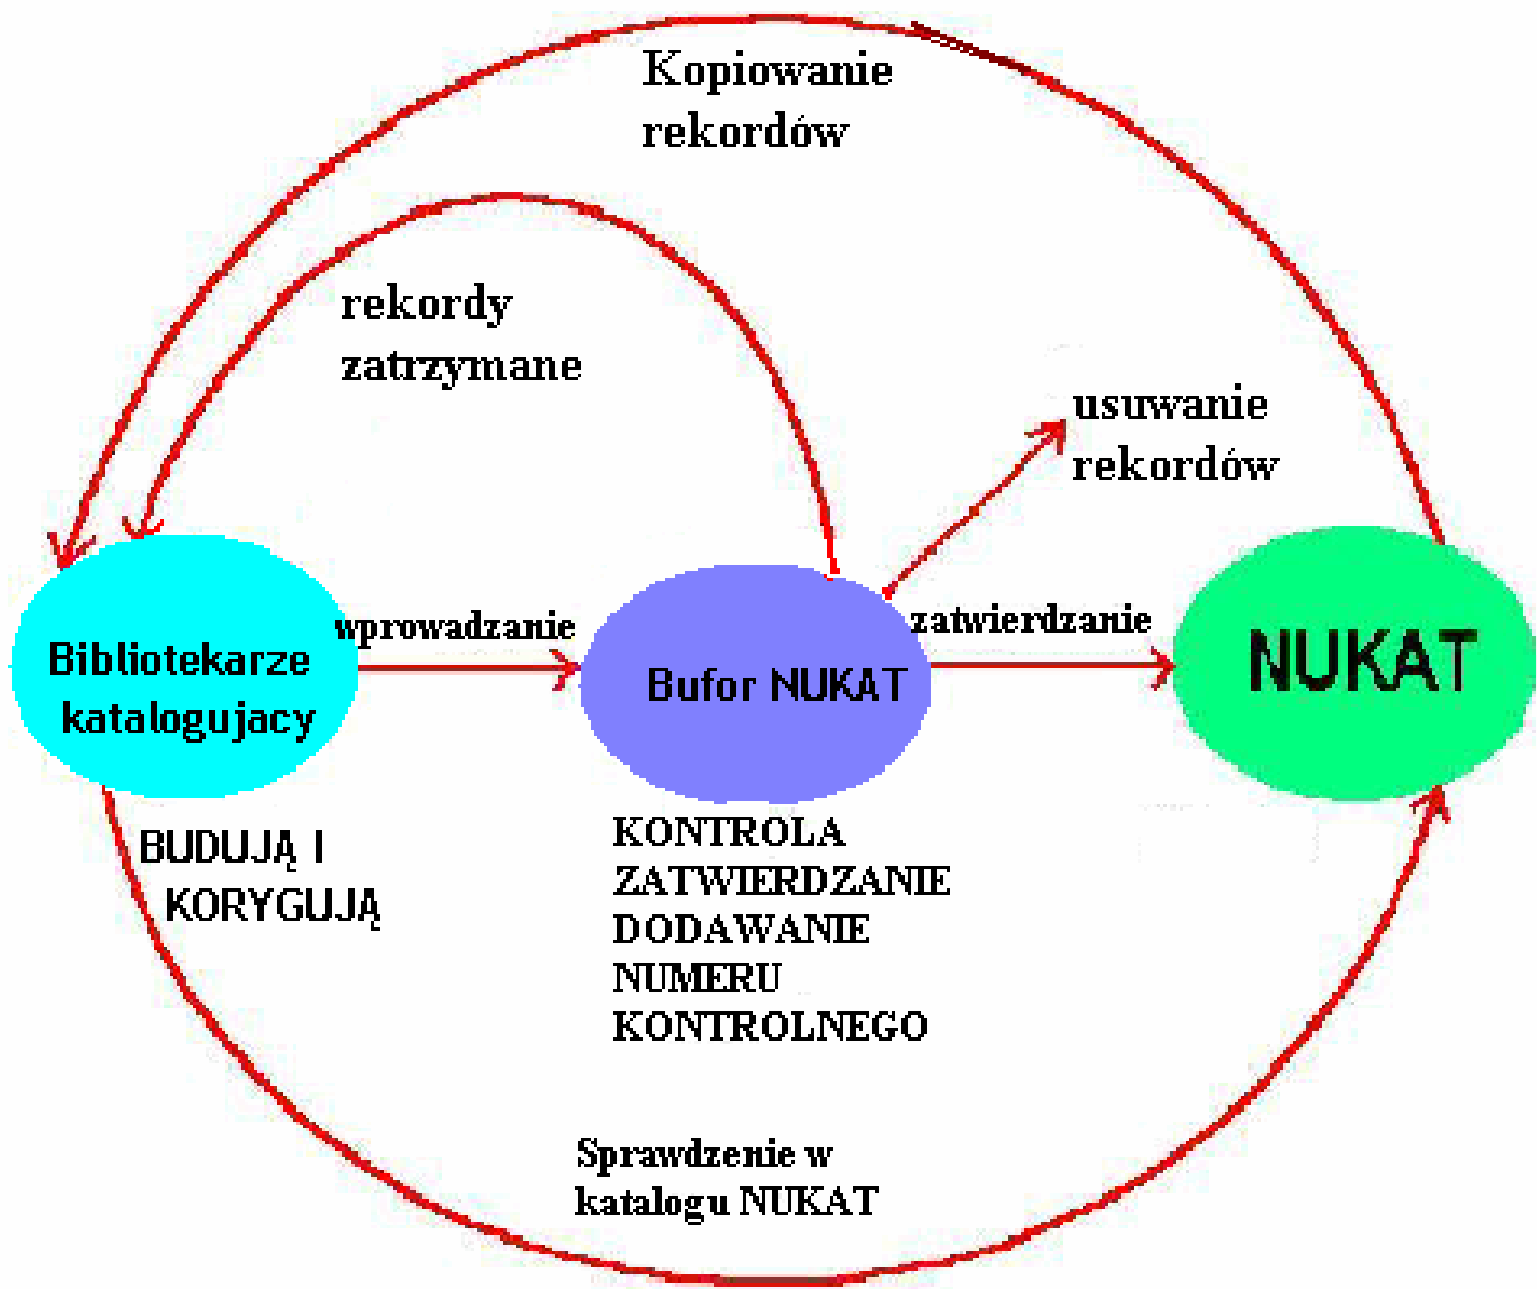 Kopiowanie
rekordów
rekordy
zatrzymane
usuwanie
rekordów
wprowadzanie
zatwierdzanie
Bibliotekarze
katalogujacy
Bufor NUKAT
NUKAT
BUDUJĄ I
KORYGUJĄ
KONTROLA
ZATWIERDZANIE
DODAWANIE
NUMERU
KONTROLNEGO
Sprawdzenie w
katalogu NUKAT